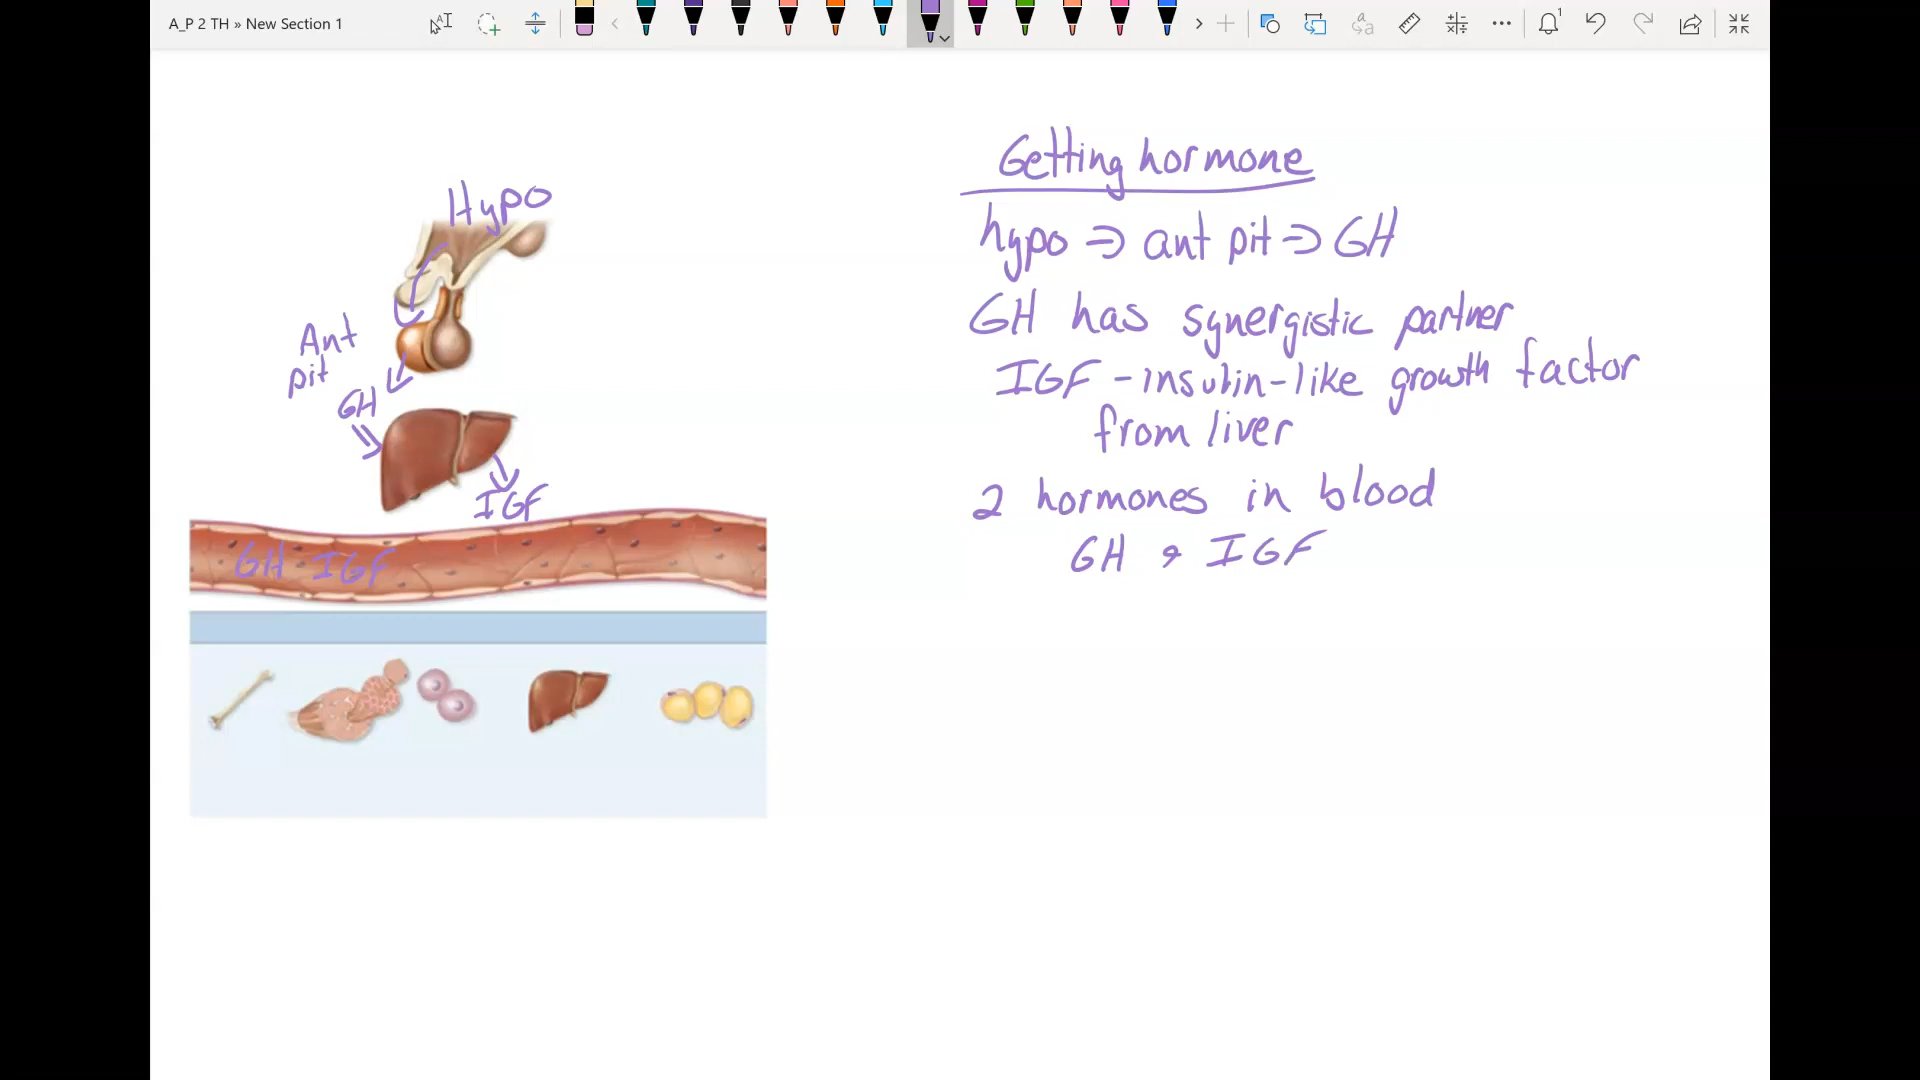 A_P 2 TH » New Section 1
Getting hormone
Hypo
hypo ⇒ ant pit ⇒ GH
GH has synergistic partner
Ant
pit
IGF - insulin-like growth factor
GH
from liver
IGF
2 hormones in blood
GH IGF
GH & IGF